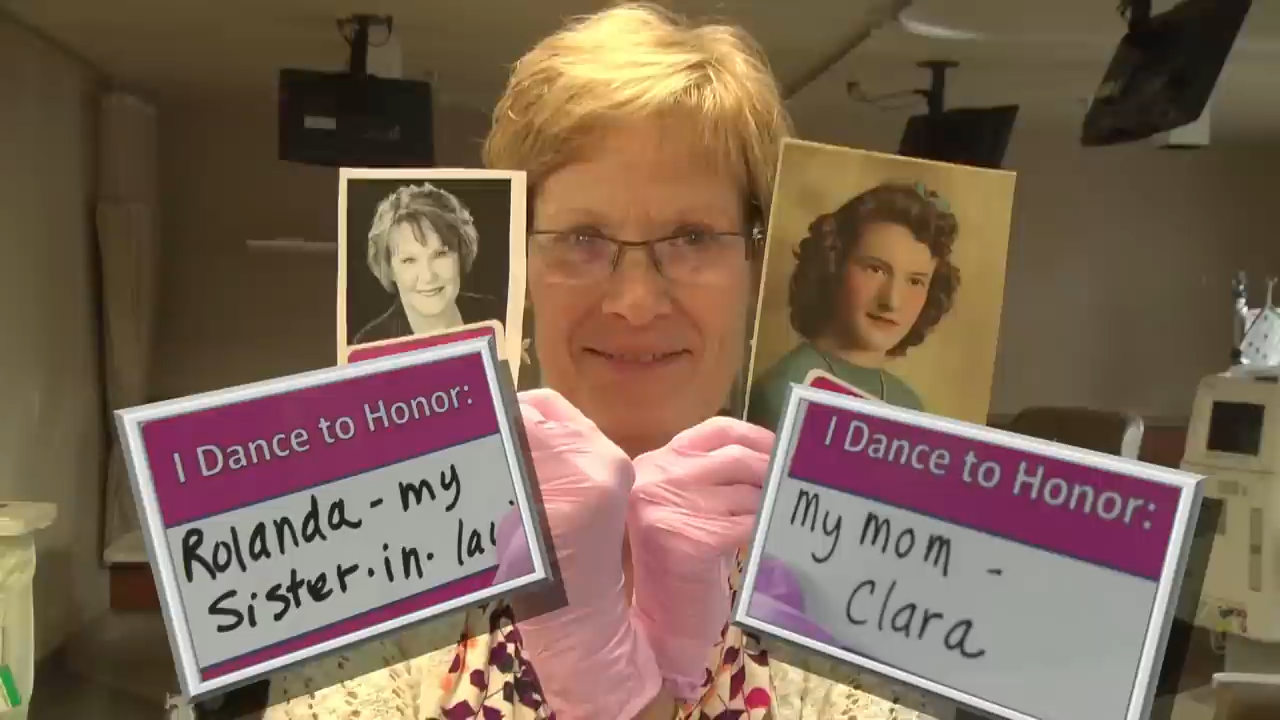 I Dance to Honor:
Rolanda - my
Sister-in-
I Dance to Honor:
My mom -
Clara